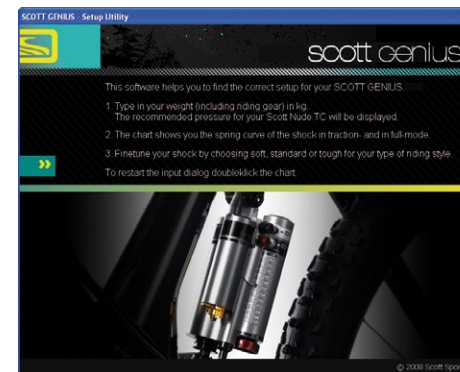 SCOTT GENIUS - Setup Utility
scott genius
This software helps you to find the correct setup for your SCOTT GENIUS.
1. Type in your weight (including riding gear) in kg.
The recommended pressure for your Scott Nude TC will be displayed.
2. The chart shows you the spring curve of the shock in traction- and in full-mode.
3. Finetune your shock by choosing soft, standard or tough for your type of riding style.
To restart the input dialog doubleklick the chart.
© 2008 Scott Spor